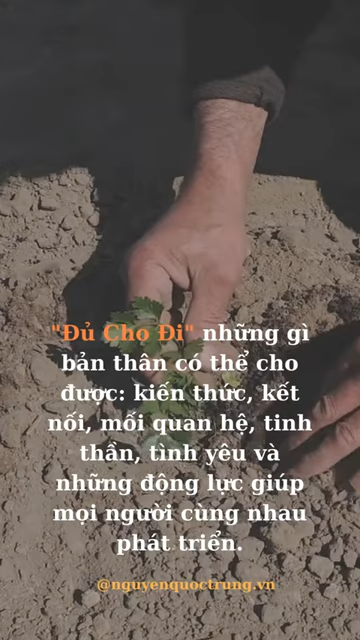 "Đủ Cho Đi" những gì
bản thân có thể cho
được: kiến thức, kết
nối, mối quan hệ, tinh
thần, tình yêu và
những động lực giúp
mọi người cùng nhau
phát triển.
@nguyenquoctrung.vn